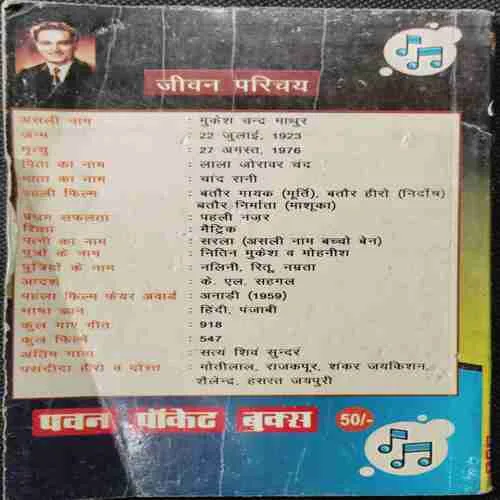 जीवन परिचय
असली नाम : मुकेश चन्द माथुर
जन्म : 22 जुलाई, 1923
मृत्यु : 27 अगस्त, 1976
पिता का नाम : लाला जोरावर चंद
माता का नाम : चांद रानी
पहली फिल्म : बतौर गायक (मूर्ति), बतौर हीरो (निर्दोष)
बतौर निर्माता (माशूका)
प्रथम सफलता : पहली नज़र
शिक्षा : मैट्रिक
पत्नी का नाम : सरला (असली नाम बच्चो बेन)
पुत्रों के नाम : नितिन मुकेश व मोहनीश
पुत्रियों के नाम : नलिनी, रितू, नम्रता
आदर्श : के. एल. सहगल
पहला फिल्म फेयर अवार्ड : अनाड़ी (1959)
भाषा ज्ञान : हिंदी, पंजाबी
कुल गाए गीत : 918
कुल फिल्में : 547
अंतिम गाना : सत्य शिव सुन्दर
पसंदीदा हीरो व दोस्त : मोतीलाल, राजकपूर, शंकर जयकिशन,
शैलेन्द्र, हसरत जयपुरी
पवन पॉकेट बुक्स 50/-